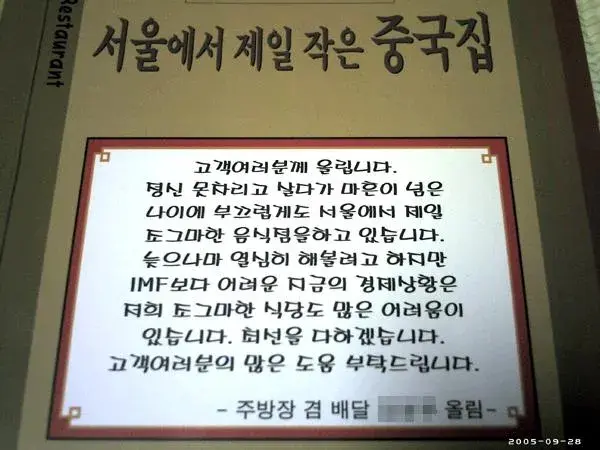 Restaurant
서울에서 제일 작은 중국집
고객여러분께 올립니다.
정신 못차리고 살다가 마흔이 넘은
나이에 부끄럽게도 서울에서 제일
조그마한 음식점을하고 있습니다.
늦으나마 열심히 해볼려고 하지만
IMF보다 어려운 지금의 경제상황은
저희 조그마한 식당도 많은 어려움이
있습니다. 최선을 다하겠습니다.
고객여러분의 많은 도움 부탁드립니다.
- 주방장 겸 배달 올림-
2005-09-28